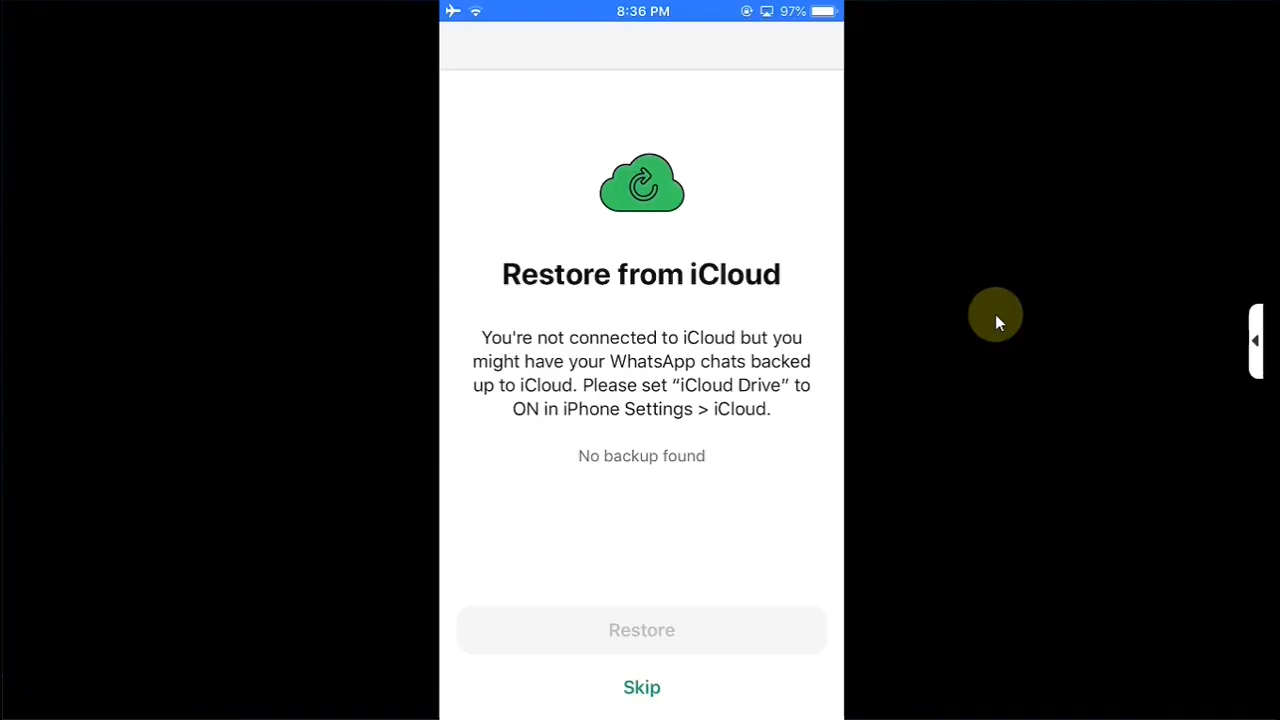 8:36 PM 97%
Restore from iCloud
You're not connected to iCloud but you
might have your WhatsApp chats backed
up to iCloud. Please set “iCloud Drive” to
ON in iPhone Settings > iCloud.
No backup found
Restore
Skip